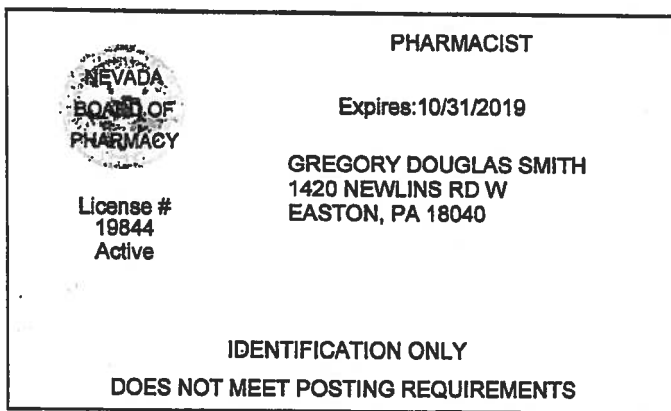 NEVADA
BOARD OF
PHARMACY
License #
19844
Active
PHARMACIST
Expires:10/31/2019
GREGORY DOUGLAS SMITH
1420 NEWLINS RD W
EASTON, PA 18040
IDENTIFICATION ONLY
DOES NOT MEET POSTING REQUIREMENTS